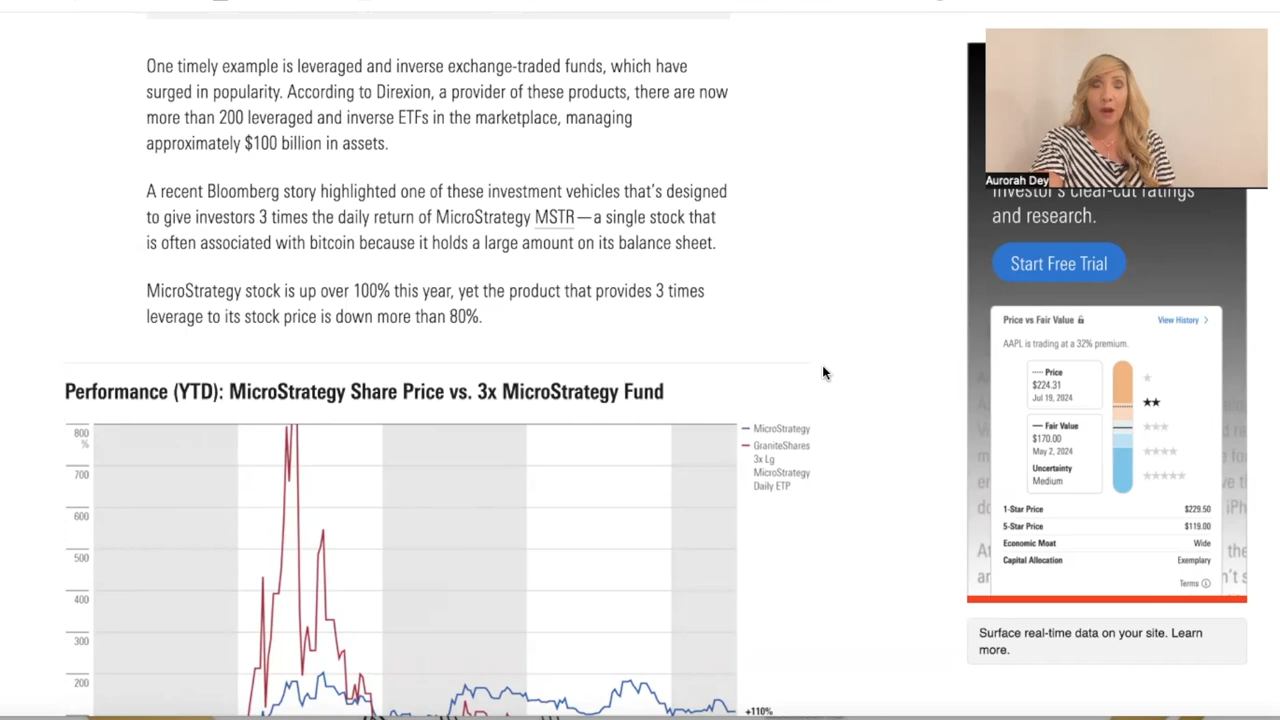 One timely example is leveraged and inverse exchange-traded funds, which have
surged in popularity. According to Direxion, a provider of these products, there are now
more than 200 leveraged and inverse ETFs in the marketplace, managing
approximately $100 billion in assets.
A recent Bloomberg story highlighted one of these investment vehicles that's designed
to give investors 3 times the daily return of MicroStrategy MSTR—a single stock that
is often associated with bitcoin because it holds a large amount on its balance sheet.
MicroStrategy stock is up over 100% this year, yet the product that provides 3 times
leverage to its stock price is down more than 80%.
Performance (YTD): MicroStrategy Share Price vs. 3x MicroStrategy Fund
800
%
700
600
500
400
300
200
MicroStrategy
GraniteShares
3x Lg
MicroStrategy
Daily ETP
+110%
Aurorah Dey
Investor's clear-cut ratings
and research.
Start Free Trial
Price vs Fair Value
View History
AAPL is trading at a 32% premium.
Price
$224.31
Jul 19, 2024
Fair Value
$170.00
May 2, 2024
Uncertainty
Medium
1-Star Price $229.50
5-Star Price $119.00
Economic Moat Wide
Capital Allocation Exemplary
Terms
Surface real-time data on your site. Learn
more.